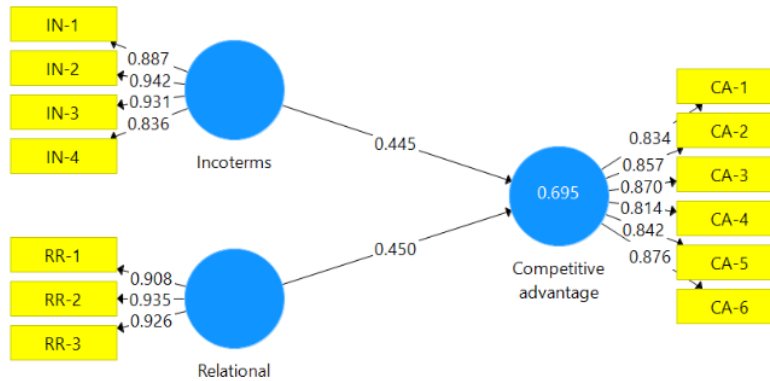 IN-1
IN-2
IN-3
IN-4
0.887
0.942
0.931
0.836
Incoterms
0.445
RR-1
RR-2
RR-3
0.908
0.935
0.926
Relational
0.450
0.695
Competitive
advantage
0.834
0.857
0.870
0.814
0.842
0.876
CA-1
CA-2
CA-3
CA-4
CA-5
CA-6